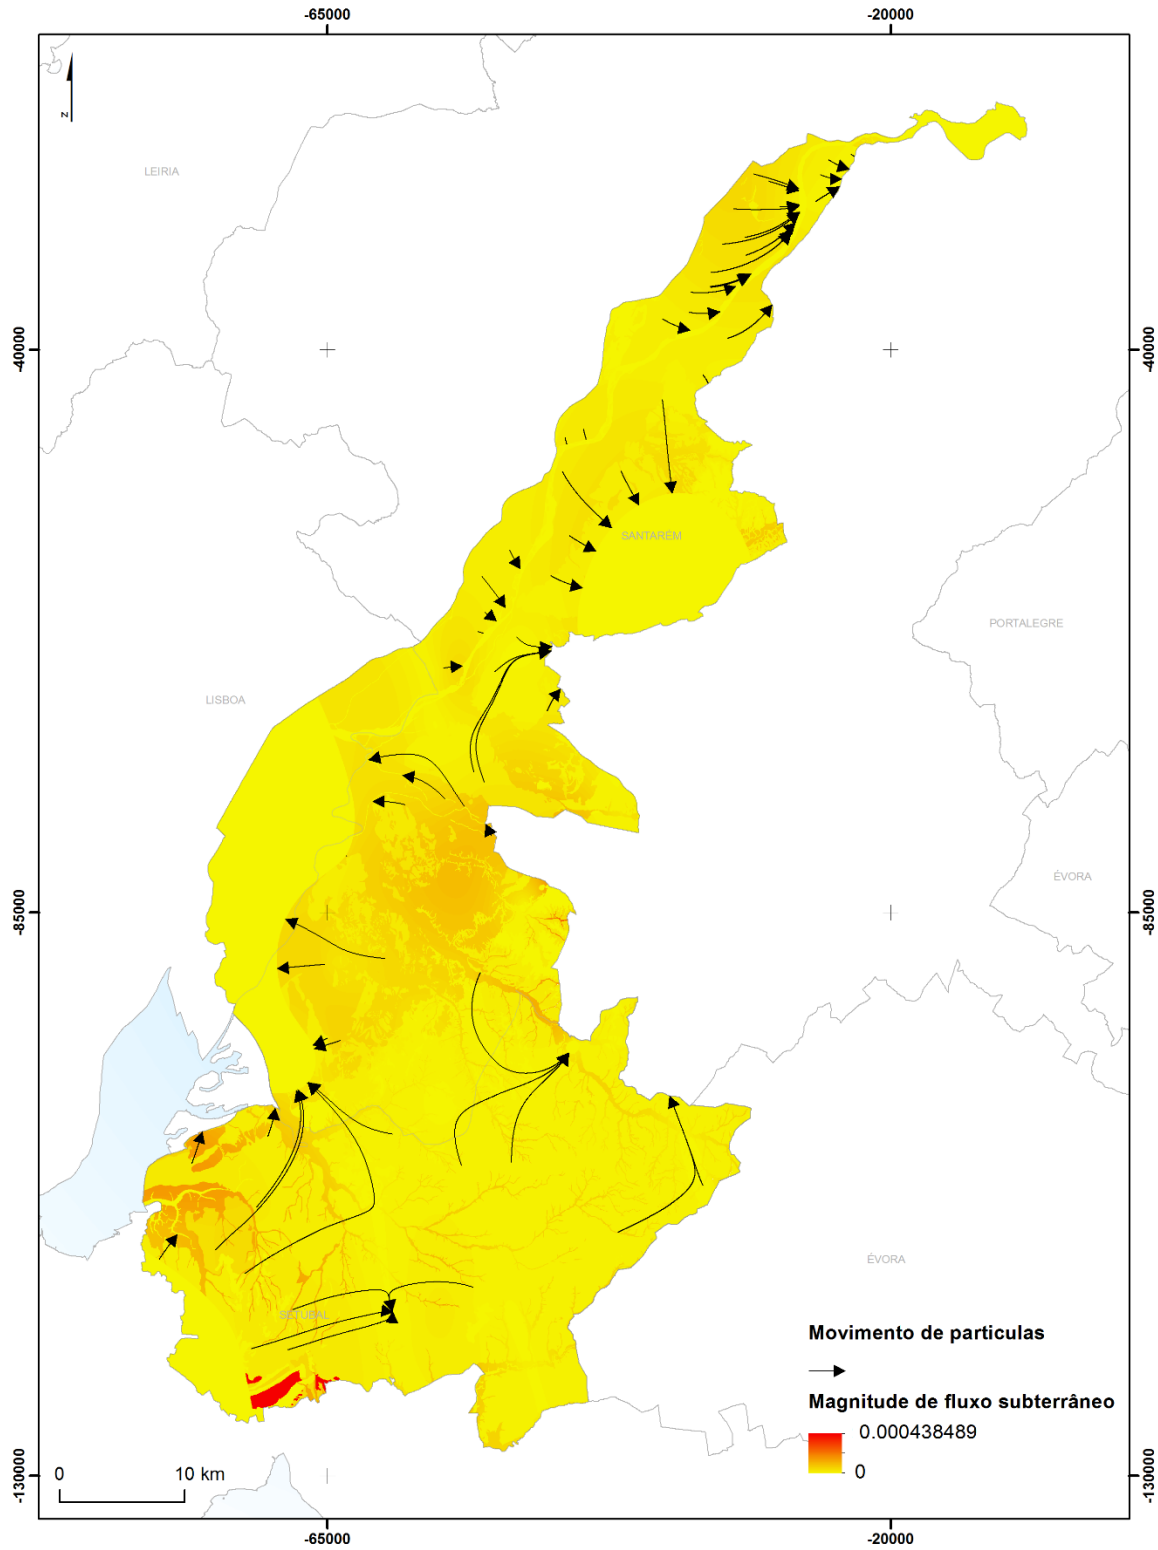 -65000 -20000
z
LEIRIA
-40000 -40000
SANTARÉM
PORTALEGRE
LISBOA
ÉVORA
-85000 -85000
ÉVORA
SETÚBAL
Movimento de particulas
Magnitude de fluxo subterrâneo
0.000438489
0
0 10 km
-130000 -130000
-65000 -20000